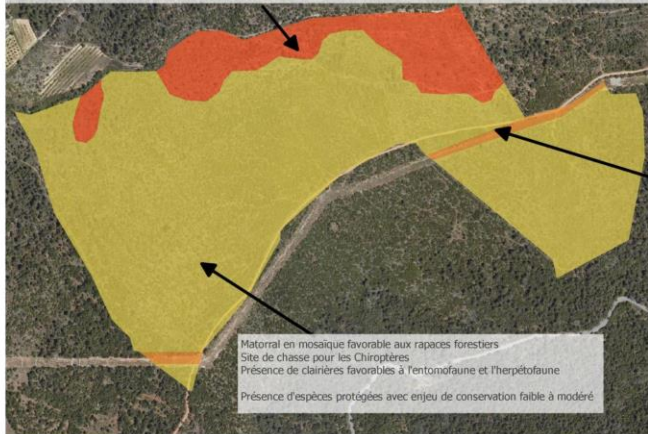 Matorral en mosaïque favorable aux rapaces forestiers
Site de chasse pour les Chiroptères
Présence de clairières favorables à l'entomofaune et l'herpétofaune
Présence d'espèces protégées avec enjeu de conservation faible à modéré